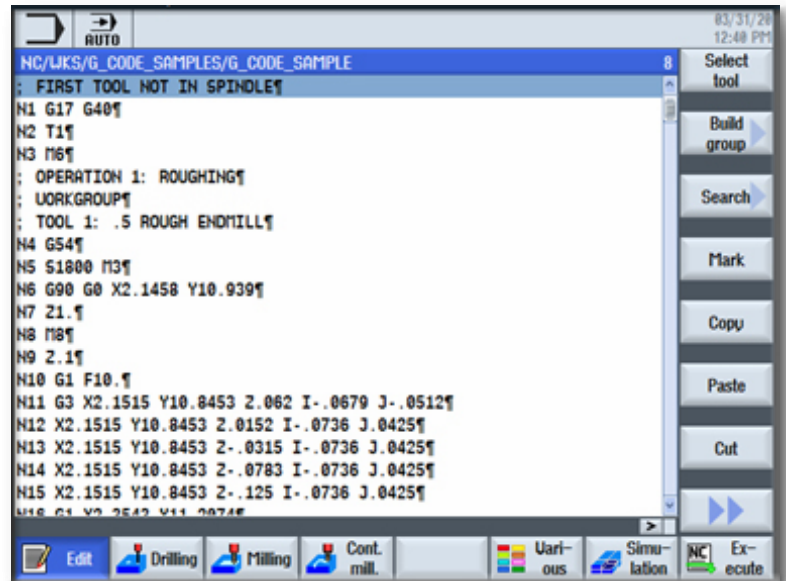 AUTO
03/31/20
12:40 PM
NC/WKS/G_CODE_SAMPLES/G_CODE_SAMPLE 8
; FIRST TOOL NOT IN SPINDLE¶
N1 G17 G40¶
N2 T1¶
N3 M6¶
; OPERATION 1: ROUGHING¶
; WORKGROUP¶
; TOOL 1: .5 ROUGH ENDMILL¶
N4 G54¶
N5 S1800 M3¶
N6 G90 G0 X2.1458 Y10.939¶
N7 Z1.¶
N8 M8¶
N9 Z.1¶
N10 G1 F10.¶
N11 G3 X2.1515 Y10.8453 Z.062 I-.0679 J-.0512¶
N12 X2.1515 Y10.8453 Z.0152 I-.0736 J.0425¶
N13 X2.1515 Y10.8453 Z-.0315 I-.0736 J.0425¶
N14 X2.1515 Y10.8453 Z-.0783 I-.0736 J.0425¶
N15 X2.1515 Y10.8453 Z-.125 I-.0736 J.0425¶
N16 G1 X2.2543 Y11.2074¶
Select
tool
Build
group
Search
Mark
Copy
Paste
Cut
Edit
Drilling
Milling
Cont.
mill.
Vari-
ous
Simu-
lation
NC
Ex-
ecute